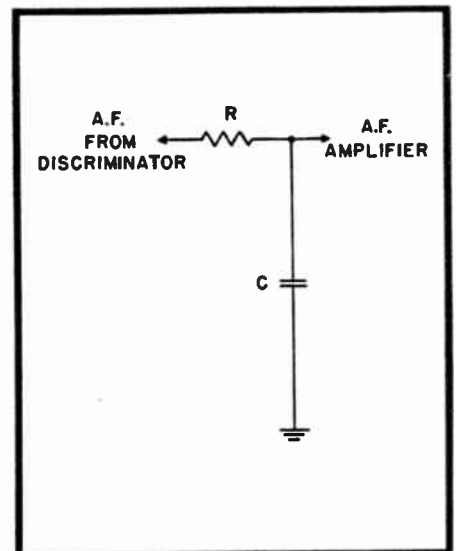 A.F.
FROM
DISCRIMINATOR
R
A.F.
AMPLIFIER
C